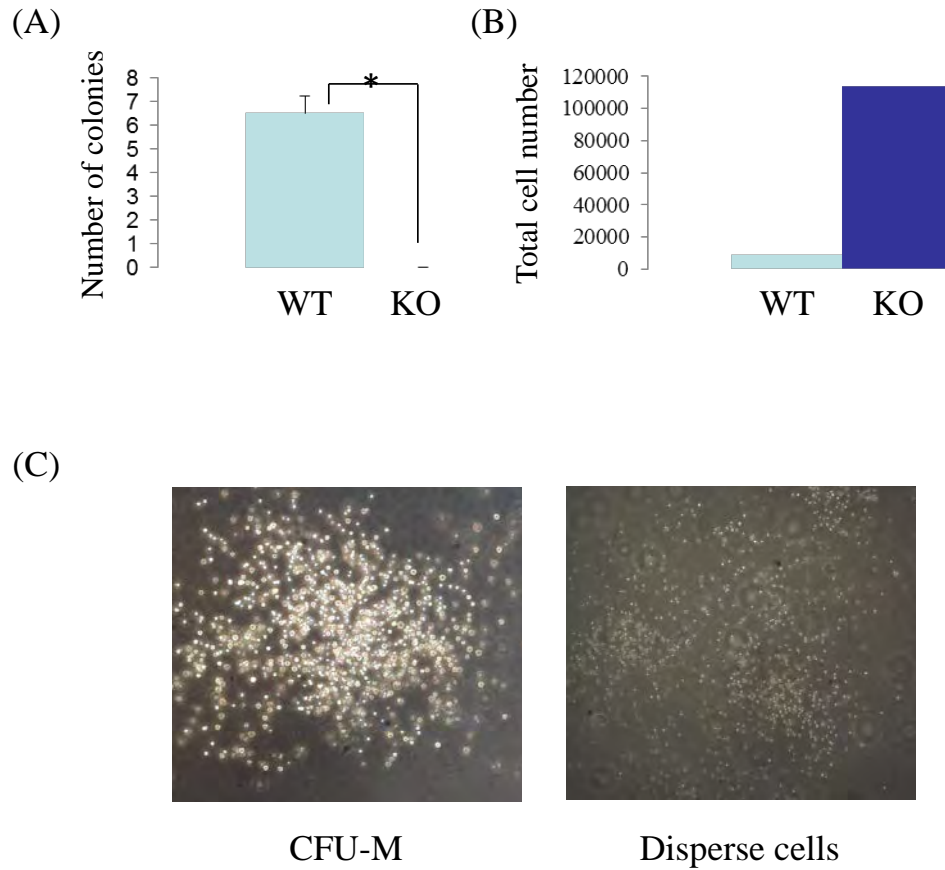 (A)
Number of colonies
8
7
6
5
4
3
2
1
0
*
WT KO
(B)
Total cell number
120000
100000
80000
60000
40000
20000
0
WT KO
(C)
CFU-M
Disperse cells